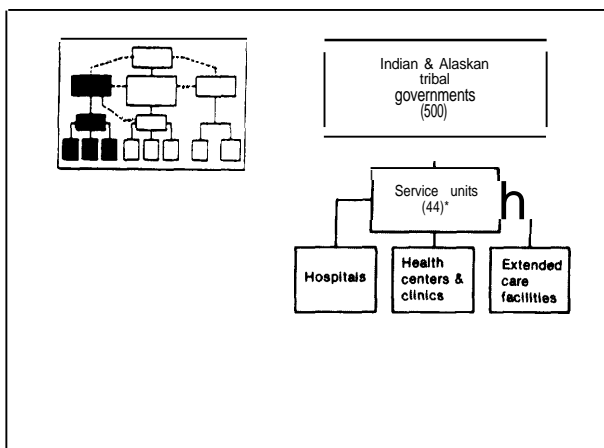 Indian & Alaskan
tribal
governments
(500)
Service units
(44)*
Hospitals
Health
centers &
clinics
Extended
care
facilities